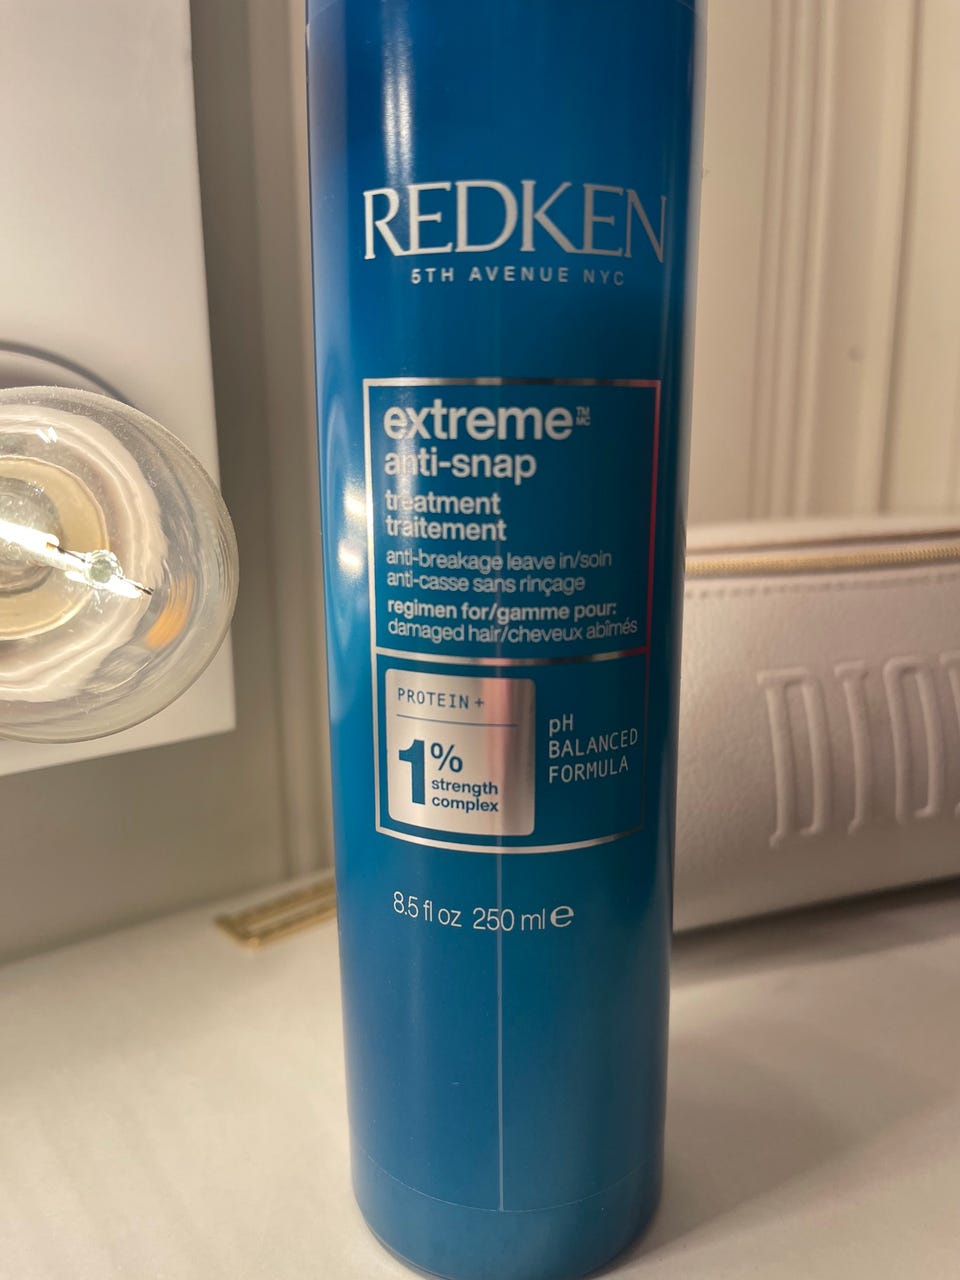 REDKEN
5TH AVENUE NYC
extreme™ MC
anti-snap
treatment
traitement
anti-breakage leave in/soin
anti-casse sans rinçage
regimen for/gamme pour:
damaged hair/cheveux abîmés
PROTEIN +
1%
strength
complex
pH
BALANCED
FORMULA
8.5 fl oz 250 ml ℮